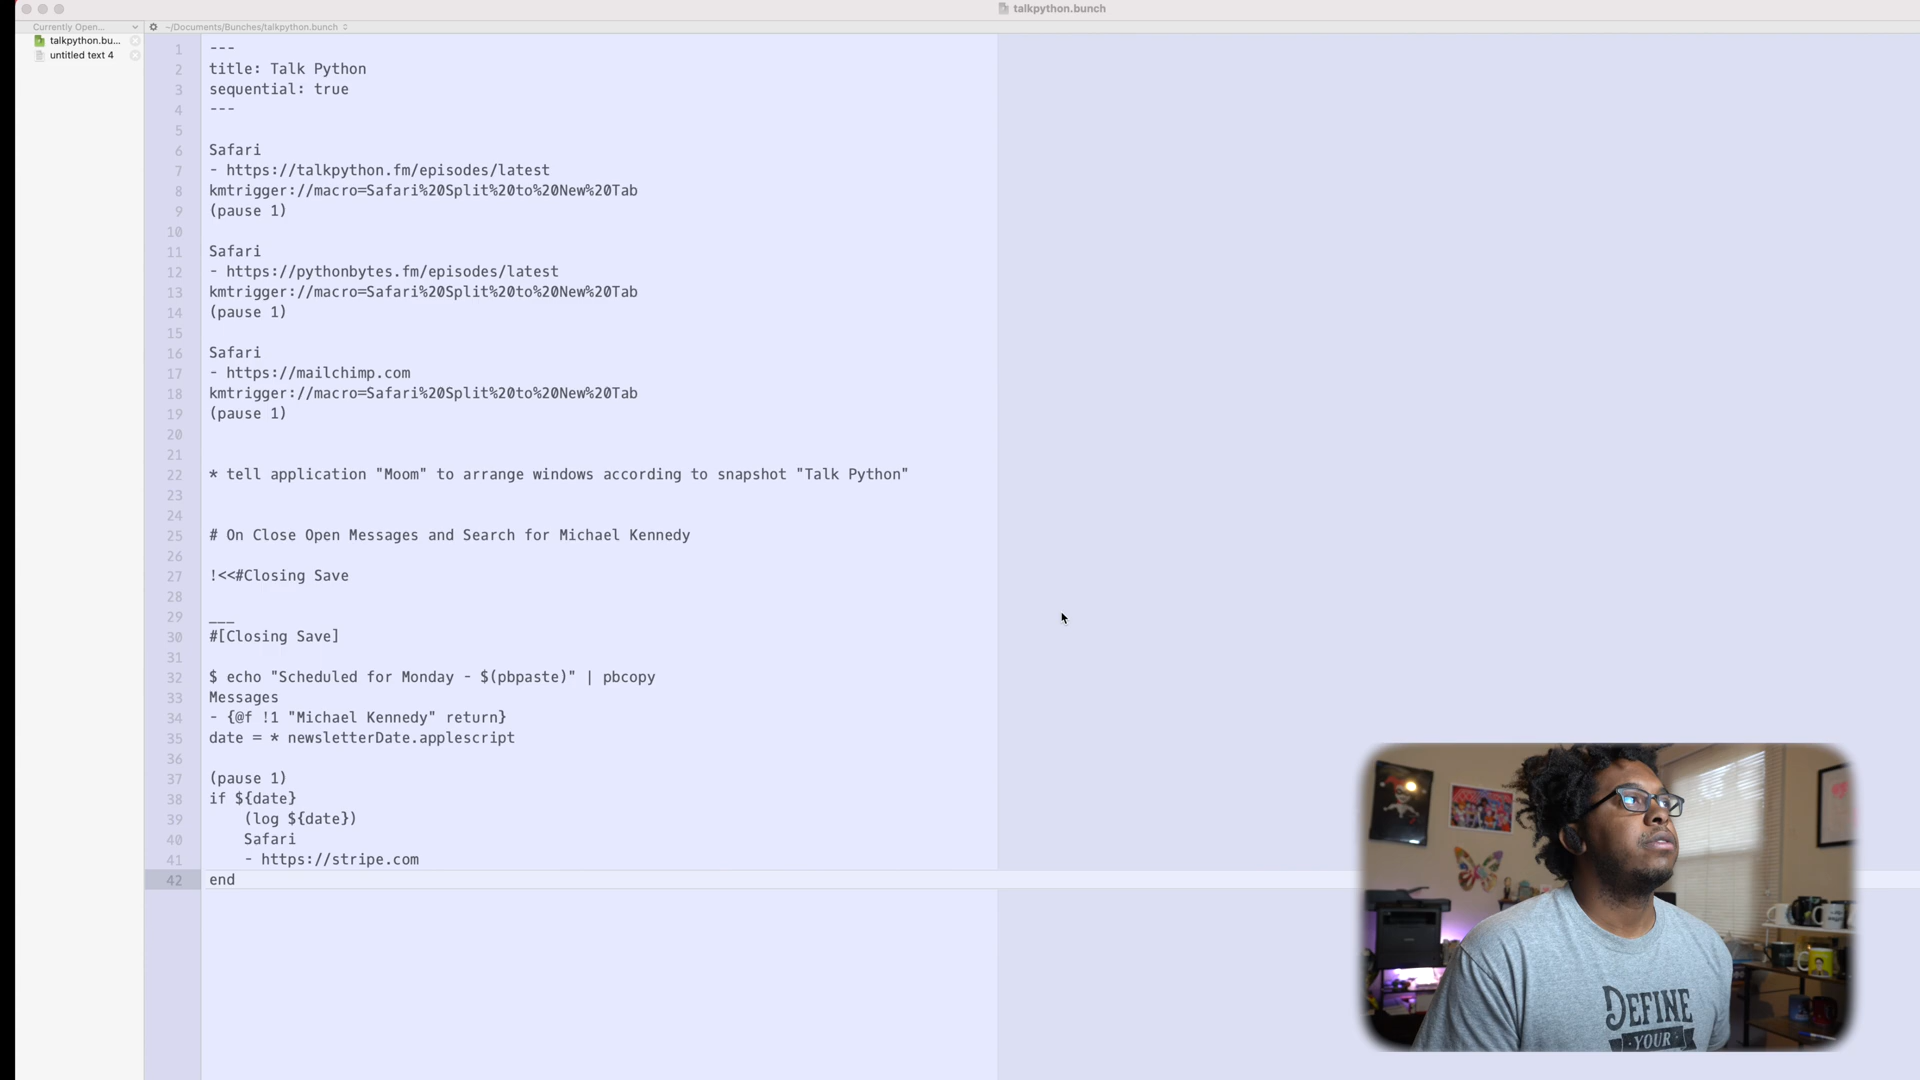 talkpython.bunch
Currently Open...
~/Documents/Bunches/talkpython.bunch
talkpython.bu...
untitled text 4
1 ---
2 title: Talk Python
3 sequential: true
4 ---
5
6 Safari
7 - https://talkpython.fm/episodes/latest
8 kmtrigger://macro=Safari%20Split%20to%20New%20Tab
9 (pause 1)
10
11 Safari
12 - https://pythonbytes.fm/episodes/latest
13 kmtrigger://macro=Safari%20Split%20to%20New%20Tab
14 (pause 1)
15
16 Safari
17 - https://mailchimp.com
18 kmtrigger://macro=Safari%20Split%20to%20New%20Tab
19 (pause 1)
20
21
22 * tell application "Moom" to arrange windows according to snapshot "Talk Python"
23
24
25 # On Close Open Messages and Search for Michael Kennedy
26
27 !<<#Closing Save
28
29 ___
30 #[Closing Save]
31
32 $ echo "Scheduled for Monday - $(pbpaste)" | pbcopy
33 Messages
34 - {@f !1 "Michael Kennedy" return}
35 date = * newsletterDate.applescript
36
37 (pause 1)
38 if ${date}
39 (log ${date})
40 Safari
41 - https://stripe.com
42 end
DEFINE
YOUR